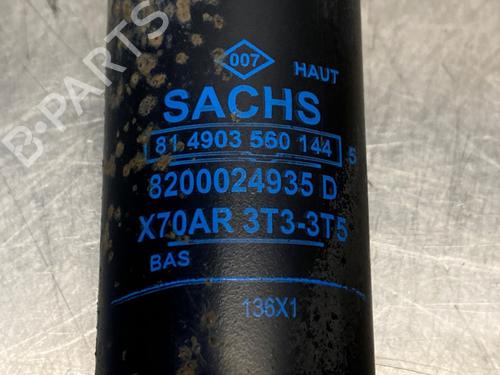 007
HAUT
SACHS
81 4903 560 144 5
8200024935 D
X70AR 3T3-3T5
BAS
136X1
B-PARTS